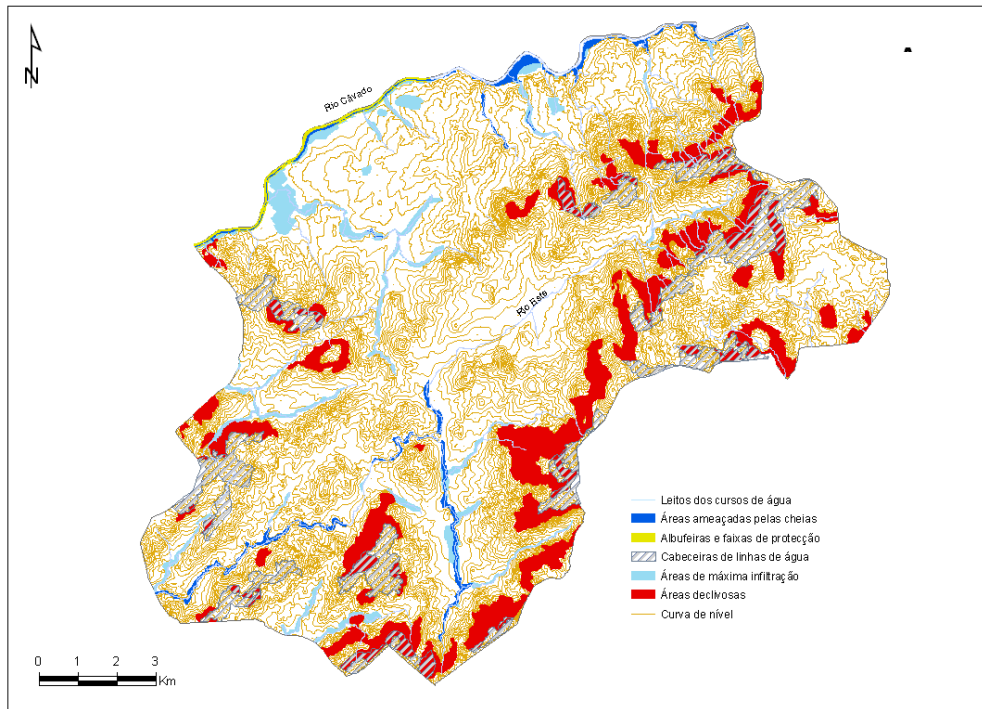 N
Rio Cávado
Rio Este
Leitos dos cursos de água
Áreas ameaçadas pelas cheias
Albufeiras e faixas de protecção
Cabeceiras de linhas de água
Áreas de máxima infiltração
Áreas declivosas
Curva de nível
0 1 2 3
Km